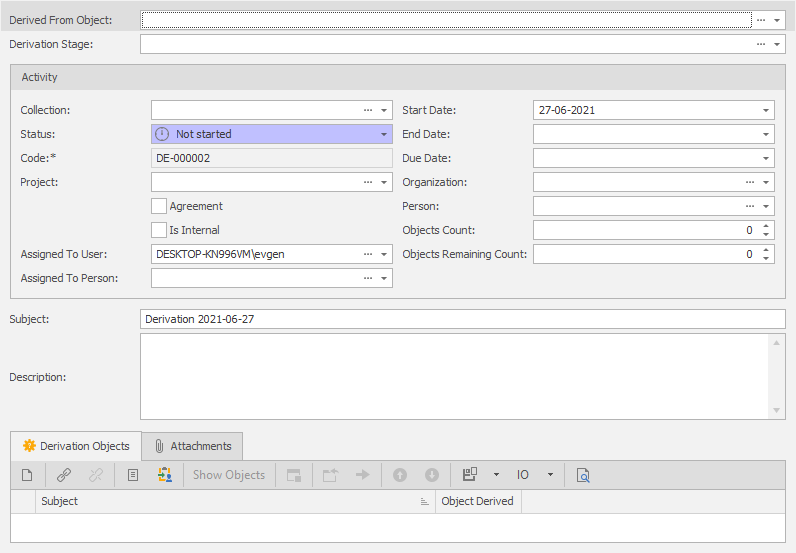 Derived From Object:
Derivation Stage:
Activity
Collection:
Start Date: 27-06-2021
Status: Not started
End Date:
Code:* DE-000002
Due Date:
Project:
Organization:
Agreement
Person:
Is Internal
Objects Count: 0
Assigned To User: DESKTOP-KN996VM\evgen
Objects Remaining Count: 0
Assigned To Person:
Subject: Derivation 2021-06-27
Description:
Derivation Objects
Attachments
Show Objects
IO
Subject
Object Derived